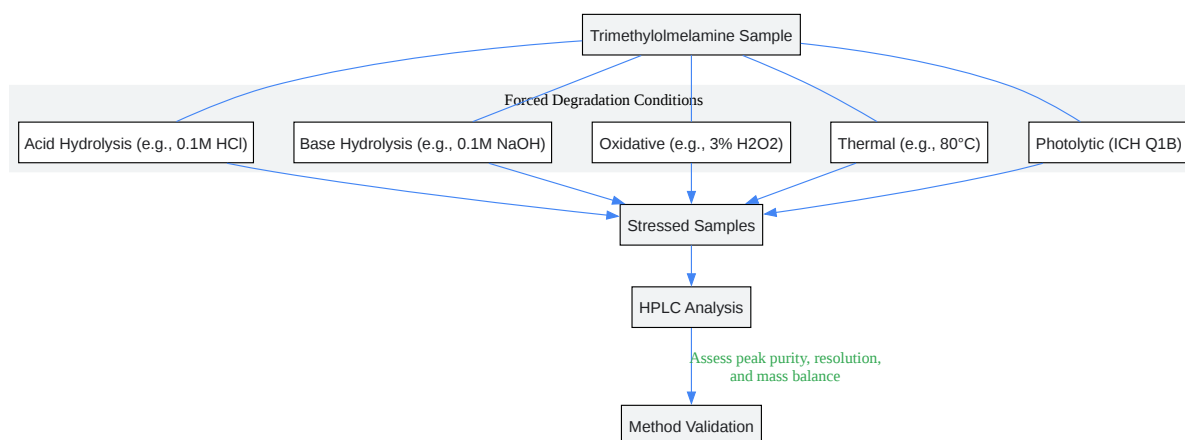 Trimethylolmelamine Sample
Forced Degradation Conditions
Acid Hydrolysis (e.g., 0.1M HCl)
Base Hydrolysis (e.g., 0.1M NaOH)
Oxidative (e.g., 3% H2O2)
Thermal (e.g., 80°C)
Photolytic (ICH Q1B)
Stressed Samples
HPLC Analysis
Assess peak purity, resolution,
and mass balance
Method Validation